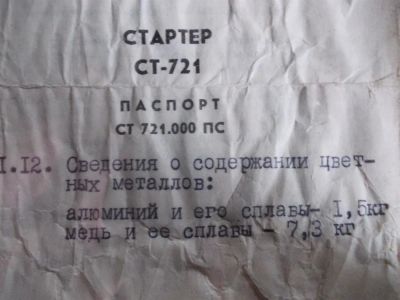 СТАРТЕР
СТ-721
ПАСПОРТ
СТ 721.000 ПС
I.I2. Сведения о содержании цвет-
ных металлов:
алюминий и его сплавы- I,5кг
медь и ее сплавы - 7,3 кг